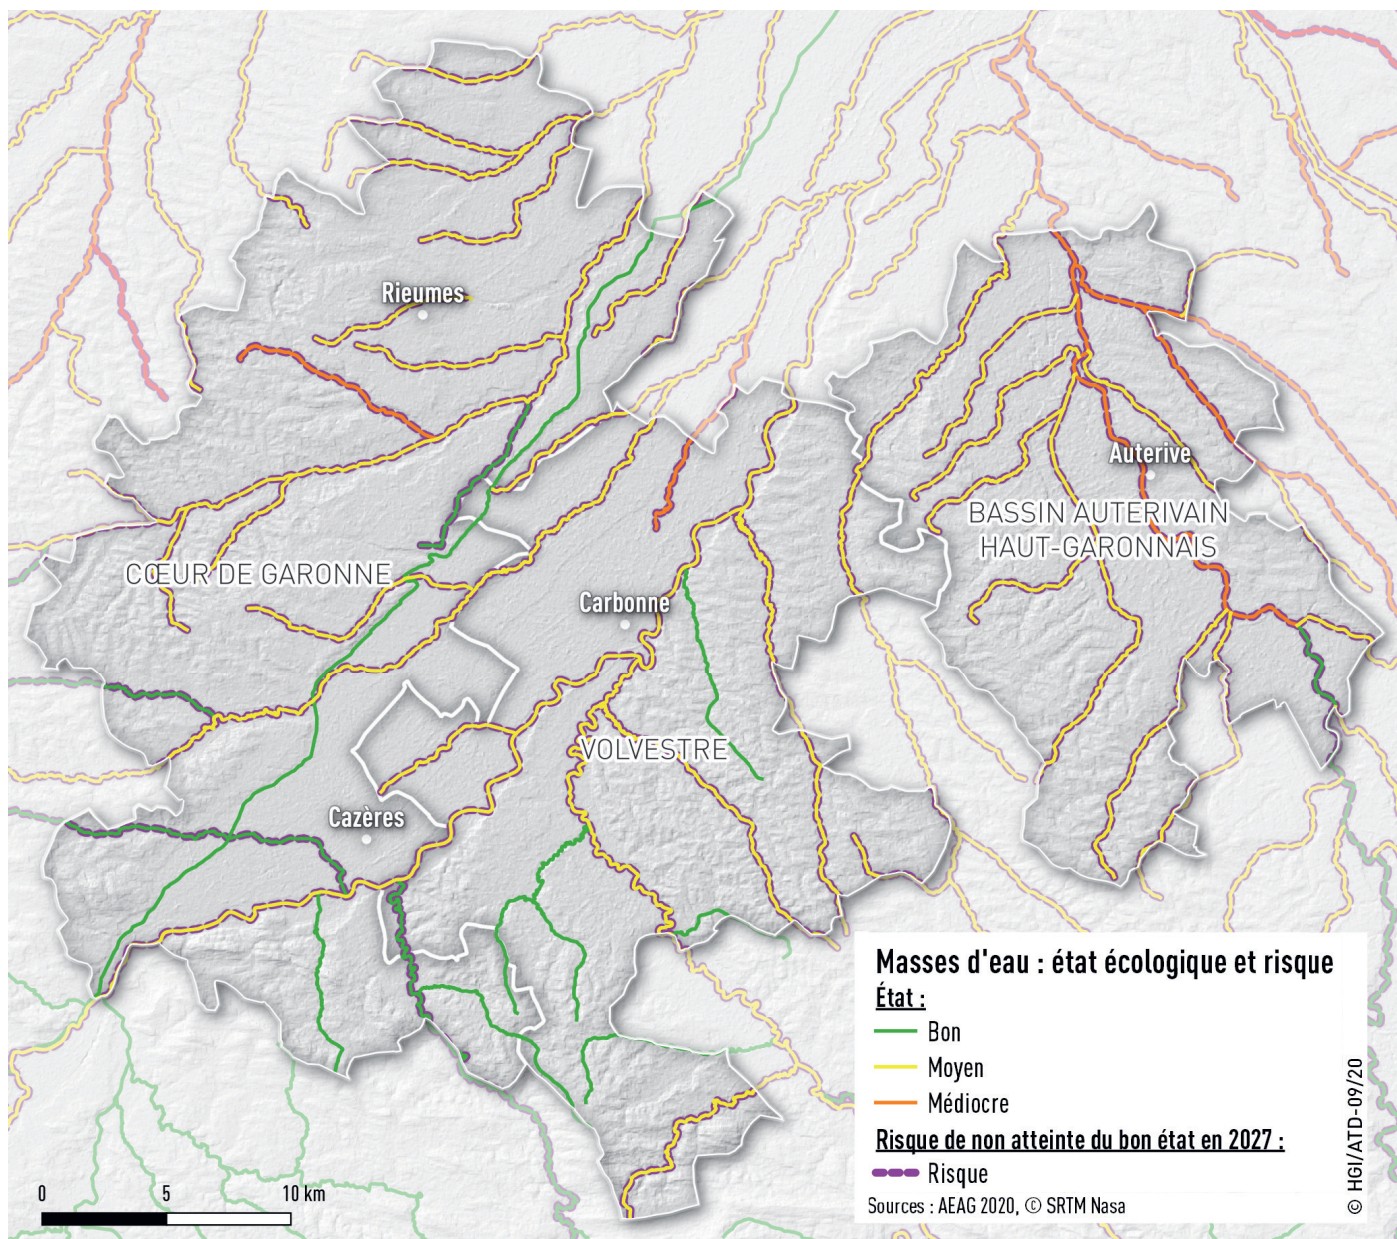 Rieumes
Auterive
BASSIN AUTERIVAIN
HAUT-GARONNAIS
CŒUR DE GARONNE
Carbonne
VOLVESTRE
Cazères
Masses d'eau : état écologique et risque
État :
Bon
Moyen
Médiocre
Risque de non atteinte du bon état en 2027 :
Risque
Sources : AEAG 2020, © SRTM Nasa
© HGI/ATD-09/20
0 5 10 km